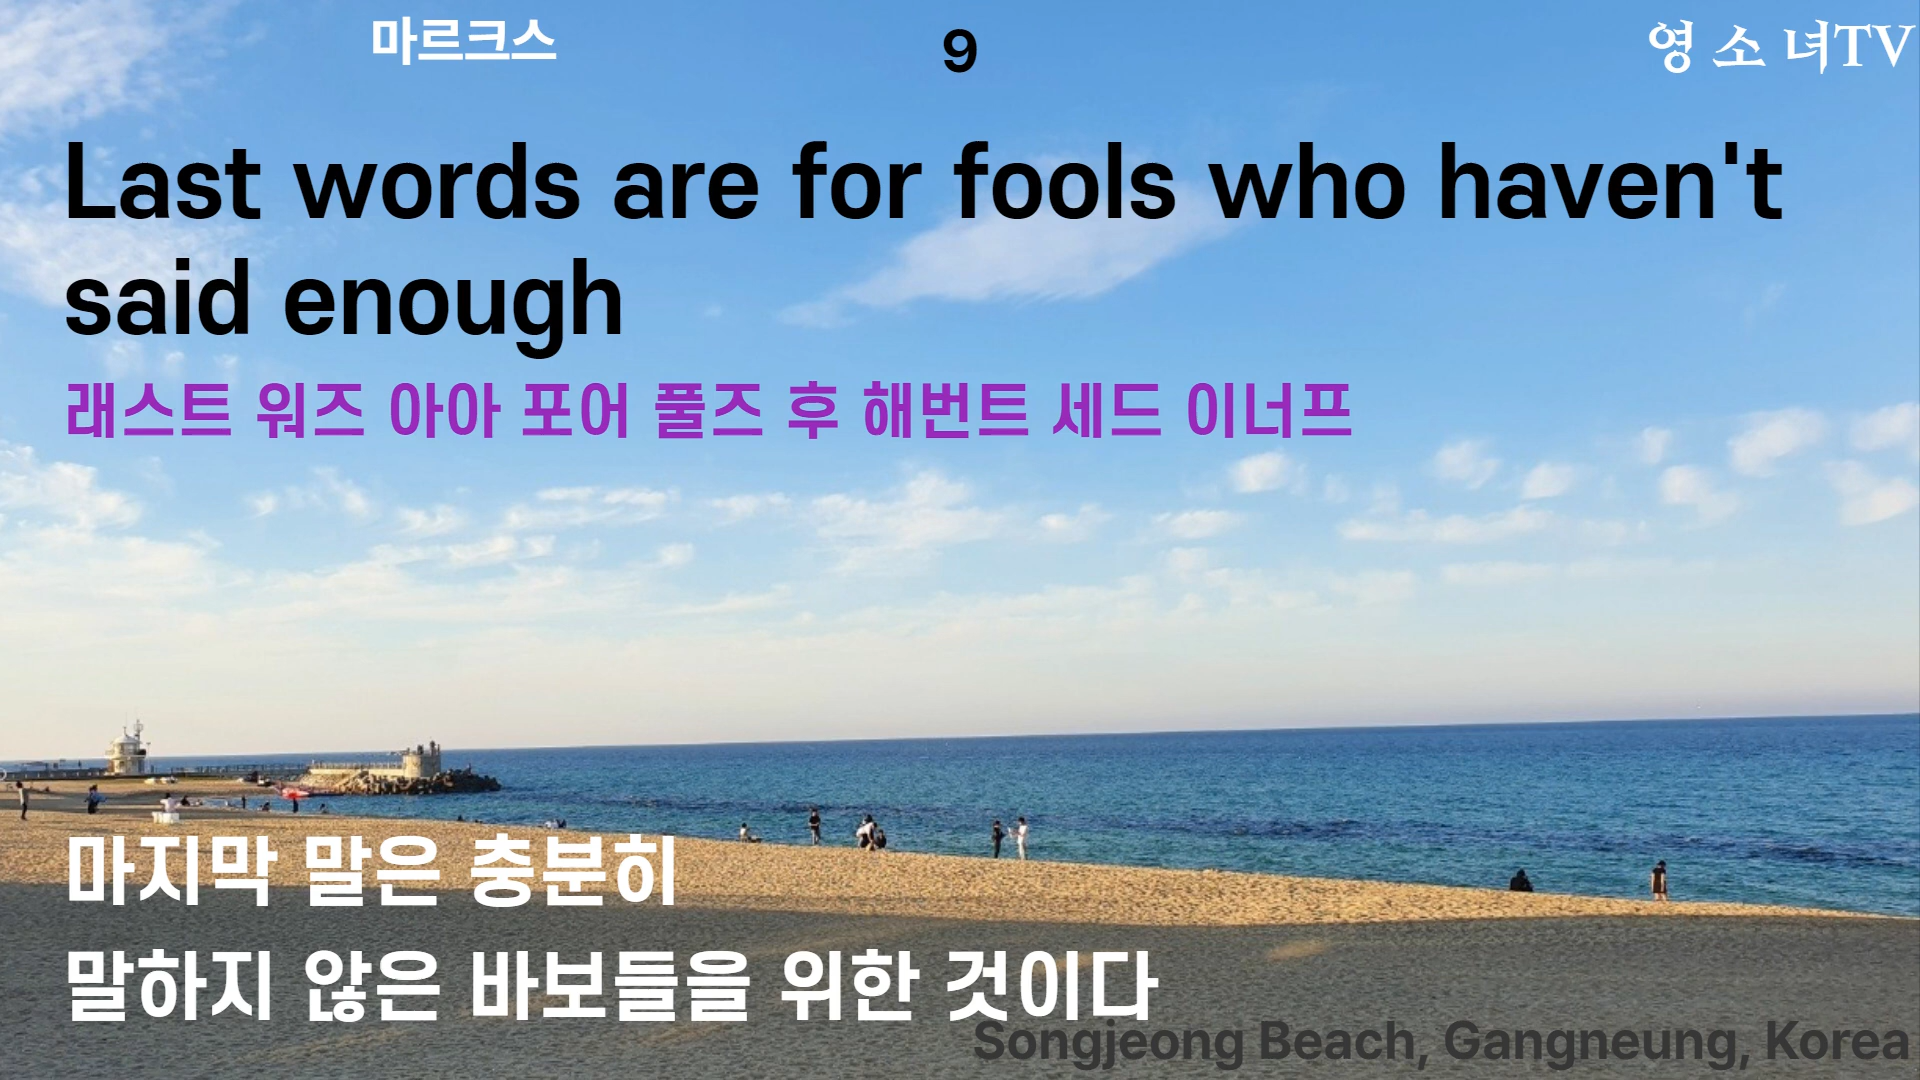 마르크스
9
영 소 녀TV
Last words are for fools who haven't
said enough
래스트 워즈 아아 포어 풀즈 후 해번트 세드 이너프
마지막 말은 충분히
말하지 않은 바보들을 위한 것이다
Songjeong Beach, Gangneung, Korea